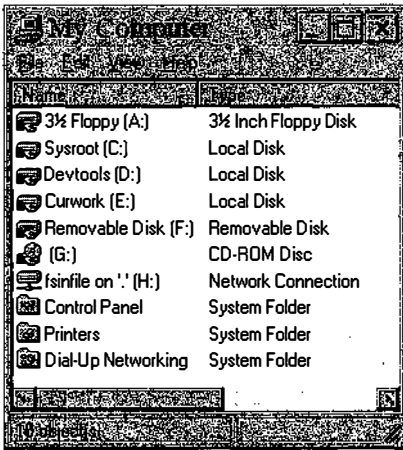 My Computer
File Edit View Help
Name Type
3½ Floppy (A:) 3½ Inch Floppy Disk
Sysroot (C:) Local Disk
Devtools (D:) Local Disk
Curwork (E:) Local Disk
Removable Disk (F:) Removable Disk
(G:) CD-ROM Disc
fsinfile on '.' (H:) Network Connection
Control Panel System Folder
Printers System Folder
Dial-Up Networking System Folder
10 object(s)